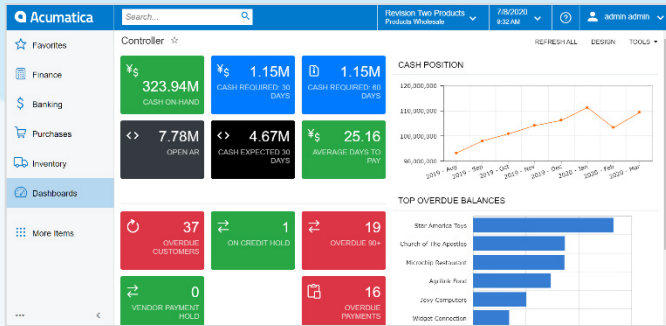 Acumatica
Search...
Revision Two Products
Products Wholesale
7/8/2020
9:32 AM
admin admin
Favorites
Finance
Banking
Purchases
Inventory
Dashboards
More Items
Controller
REFRESH ALL
DESIGN
TOOLS
323.94M
CASH ON-HAND
1.15M
CASH REQUIRED: 30
DAYS
1.15M
CASH REQUIRED: 60
DAYS
7.78M
OPEN AR
4.67M
CASH EXPECTED 30
DAYS
25.16
AVERAGE DAYS TO
PAY
37
OVERDUE
CUSTOMERS
1
ON CREDIT HOLD
19
OVERDUE 90+
0
VENDOR PAYMENT
HOLD
16
OVERDUE
PAYMENTS
CASH POSITION
120,000,000
110,000,000
100,000,000
90,000,000
2019 - Aug
2019 - Sep
2019 - Oct
2019 - Nov
2019 - Dec
2020 - Jan
2020 - Feb
2020 - Mar
TOP OVERDUE BALANCES
Star America Toys
Church of The Apostles
Microchip Restaurant
Agrilink Food
Jevy Computers
Widget Connection